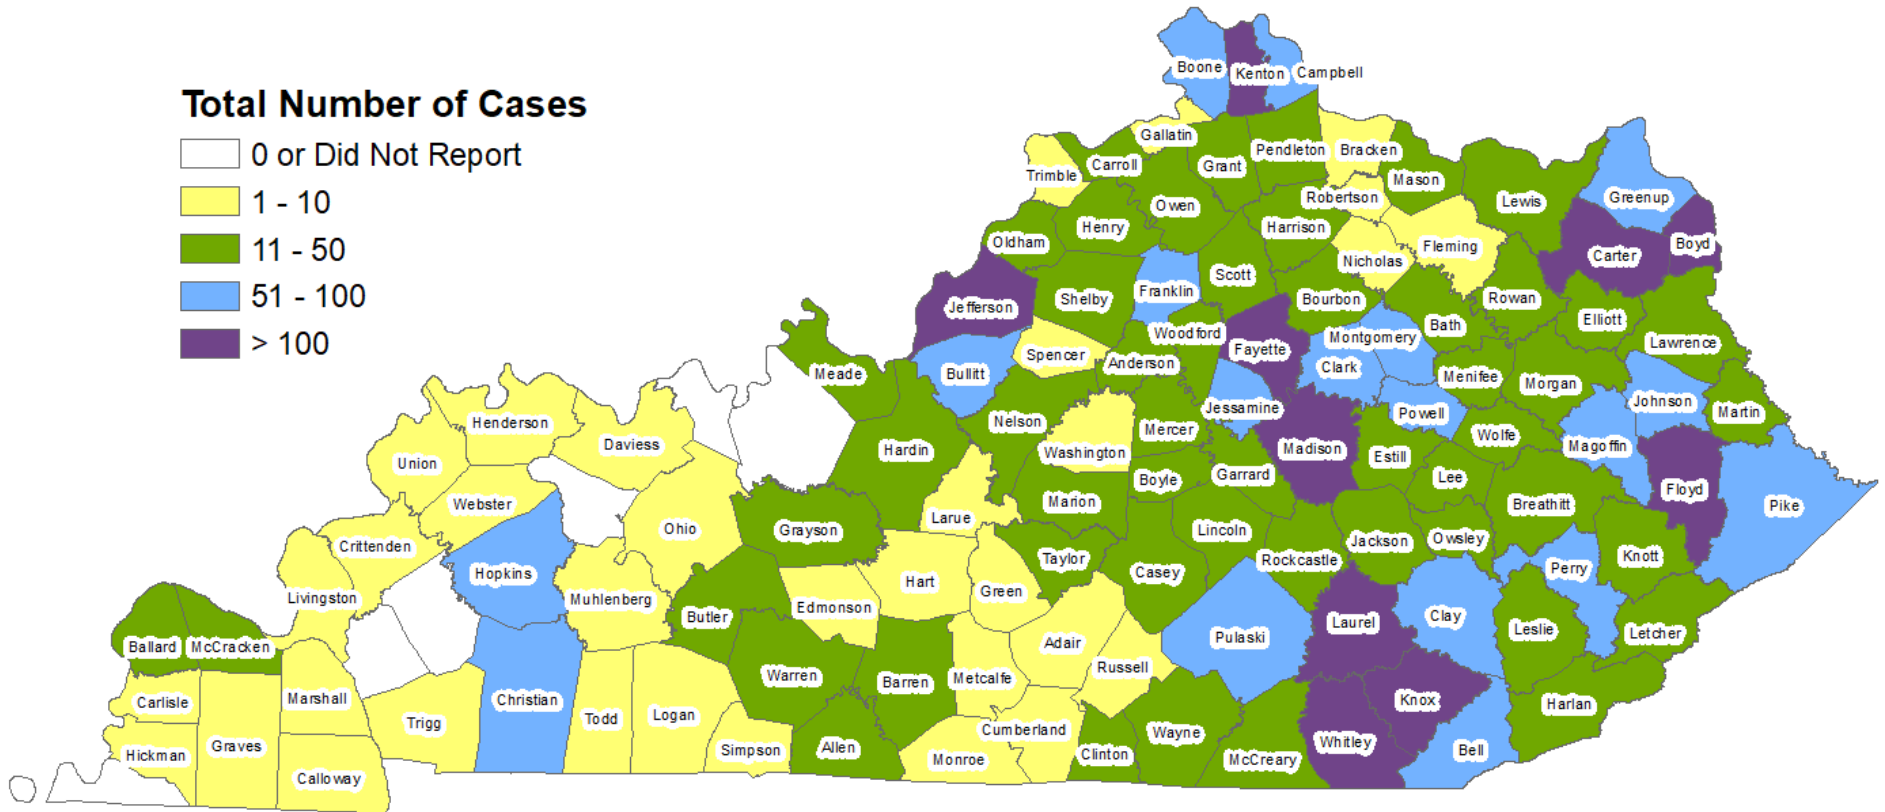 Total Number of Cases
0 or Did Not Report
1 - 10
11 - 50
51 - 100
> 100
Boone
Kenton
Campbell
Gallatin
Carroll
Grant
Pendleton
Bracken
Trimble
Mason
Robertson
Owen
Lewis
Greenup
Henry
Harrison
Oldham
Nicholas
Fleming
Carter
Boyd
Scott
Franklin
Shelby
Bourbon
Rowan
Jefferson
Elliott
Woodford
Montgomery
Bath
Lawrence
Fayette
Spencer
Anderson
Clark
Bullitt
Meade
Menifee
Morgan
Jessamine
Johnson
Martin
Powell
Nelson
Mercer
Wolfe
Henderson
Daviess
Magoffin
Hardin
Washington
Madison
Estill
Union
Boyle
Garrard
Lee
Floyd
Webster
Marion
Breathitt
Pike
Larue
Ohio
Grayson
Lincoln
Jackson
Owsley
Crittenden
Taylor
Rockcastle
Knott
Hopkins
Casey
Perry
Hart
Green
Livingston
Muhlenberg
Edmonson
Butler
Clay
Laurel
Leslie
Letcher
Ballard
McCracken
Adair
Pulaski
Russell
Warren
Barren
Metcalfe
Carlisle
Marshall
Christian
Knox
Harlan
Trigg
Todd
Logan
Cumberland
Wayne
Whitley
Graves
Hickman
Simpson
Allen
Bell
Monroe
Clinton
McCreary
Calloway